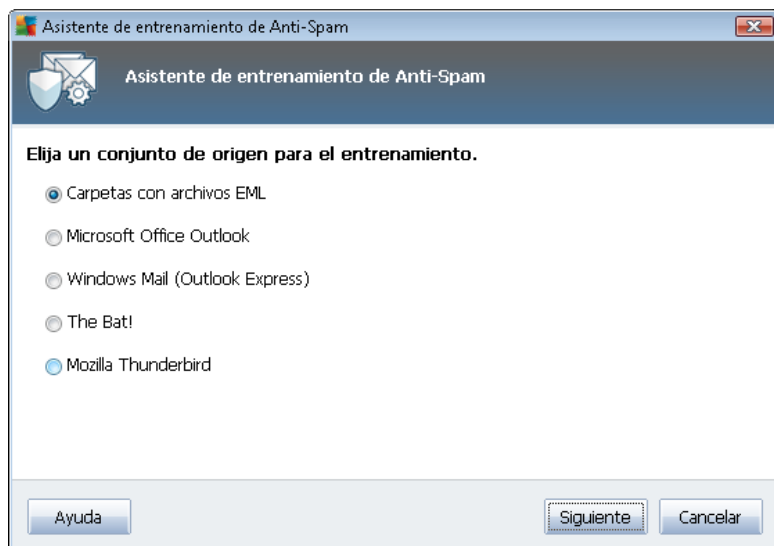 Asistente de entrenamiento de Anti-Spam
Asistente de entrenamiento de Anti-Spam
Elija un conjunto de origen para el entrenamiento.
Carpetas con archivos EML
Microsoft Office Outlook
Windows Mail (Outlook Express)
The Bat!
Mozilla Thunderbird
Ayuda Siguiente Cancelar